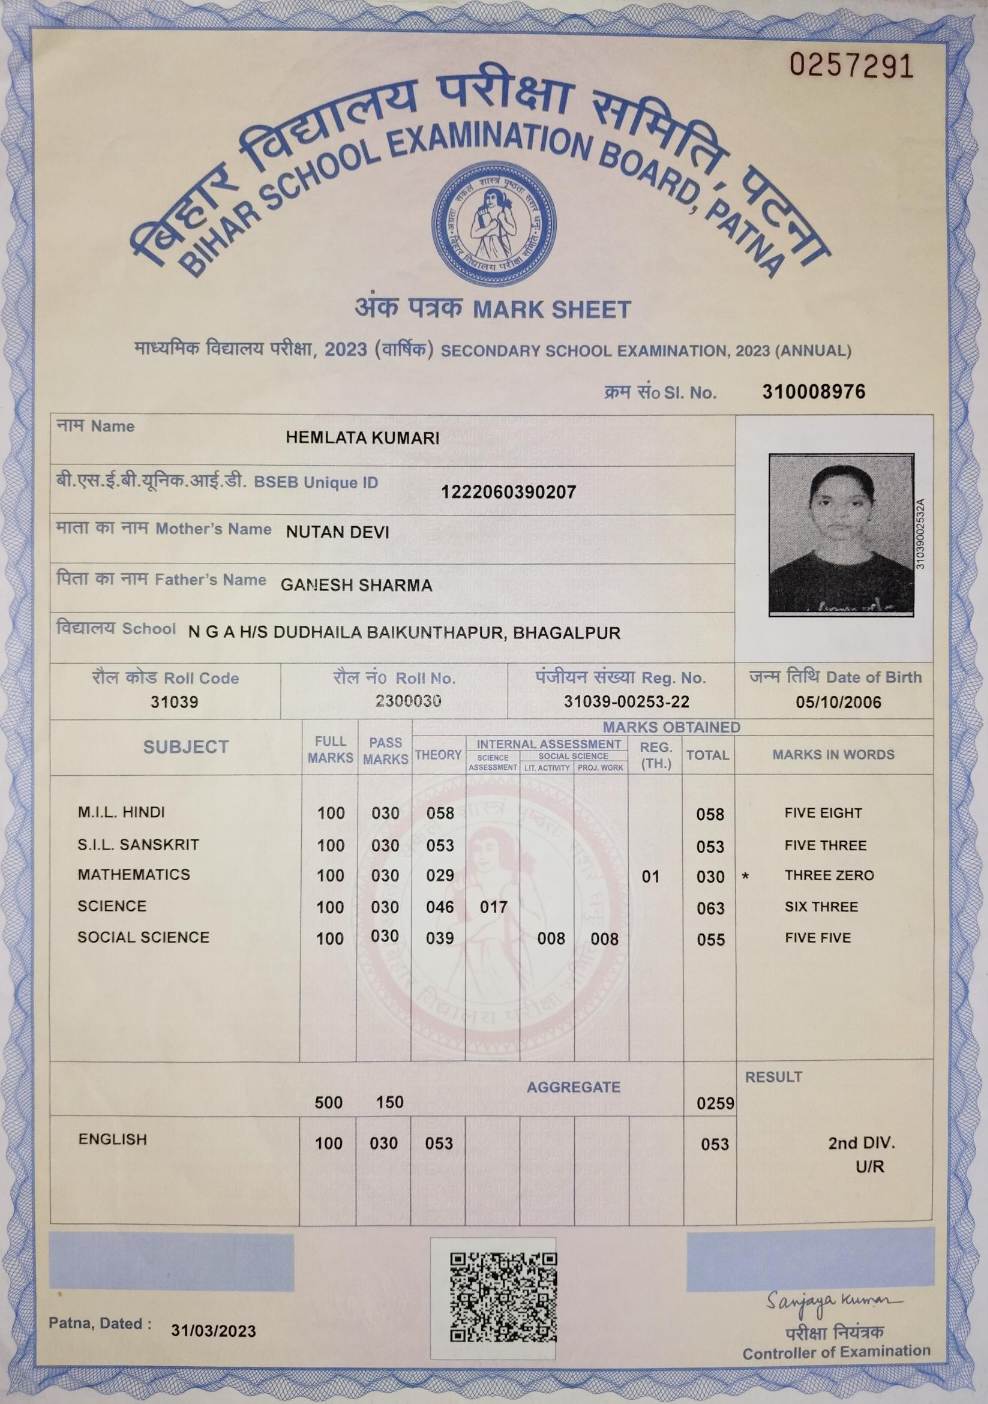 0257291
बिहार विद्यालय परीक्षा समिति, पटना
BIHAR SCHOOL EXAMINATION BOARD, PATNA
अंक पत्रक MARK SHEET
माध्यमिक विद्यालय परीक्षा, 2023 (वार्षिक) SECONDARY SCHOOL EXAMINATION, 2023 (ANNUAL)
क्रम सं० Sl. No. 310008976
नाम Name HEMLATA KUMARI
बी.एस.ई.बी.यूनिक.आई.डी. BSEB Unique ID 1222060390207
माता का नाम Mother's Name NUTAN DEVI
पिता का नाम Father's Name GANESH SHARMA
विद्यालय School N G A H/S DUDHAILA BAIKUNTHAPUR, BHAGALPUR
31039002532A
रौल कोड Roll Code रौल नं० Roll No. पंजीयन संख्या Reg. No. जन्म तिथि Date of Birth
31039 2300030 31039-00253-22 05/10/2006
SUBJECT FULL MARKS PASS MARKS MARKS OBTAINED
THEORY INTERNAL ASSESSMENT REG. (TH.) TOTAL MARKS IN WORDS
SCIENCE ASSESSMENT SOCIAL SCIENCE LIT. ACTIVITY PROJ. WORK
M.I.L. HINDI 100 030 058 058 FIVE EIGHT
S.I.L. SANSKRIT 100 030 053 053 FIVE THREE
MATHEMATICS 100 030 029 01 030 * THREE ZERO
SCIENCE 100 030 046 017 063 SIX THREE
SOCIAL SCIENCE 100 030 039 008 008 055 FIVE FIVE
AGGREGATE RESULT
500 150 0259
ENGLISH 100 030 053 053 2nd DIV.
U/R
Sanjaya Kumar
Patna, Dated : 31/03/2023
परीक्षा नियंत्रक
Controller of Examination